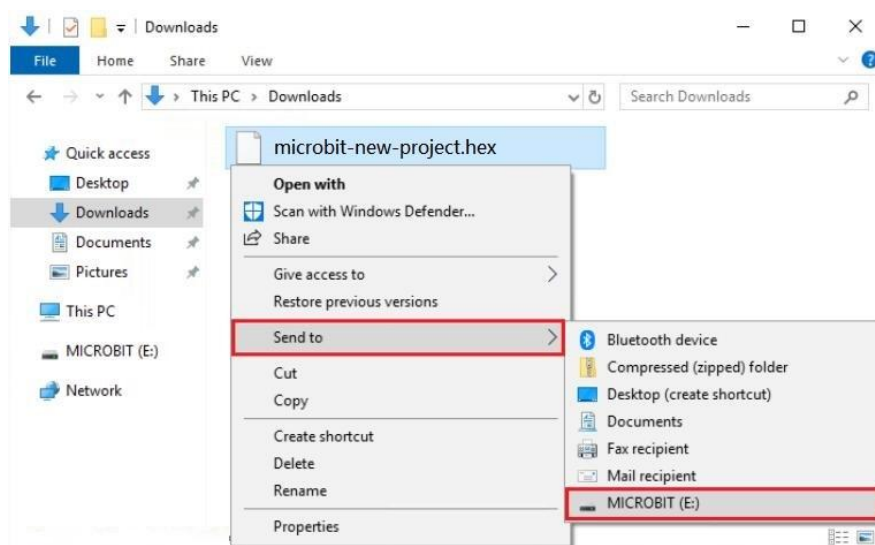 Downloads
File Home Share View
This PC > Downloads
Search Downloads
Quick access
Desktop
Downloads
Documents
Pictures
This PC
MICROBIT (E:)
Network
microbit-new-project.hex
Open with
Scan with Windows Defender...
Share
Give access to
Restore previous versions
Send to
Cut
Copy
Create shortcut
Delete
Rename
Properties
Bluetooth device
Compressed (zipped) folder
Desktop (create shortcut)
Documents
Fax recipient
Mail recipient
MICROBIT (E:)